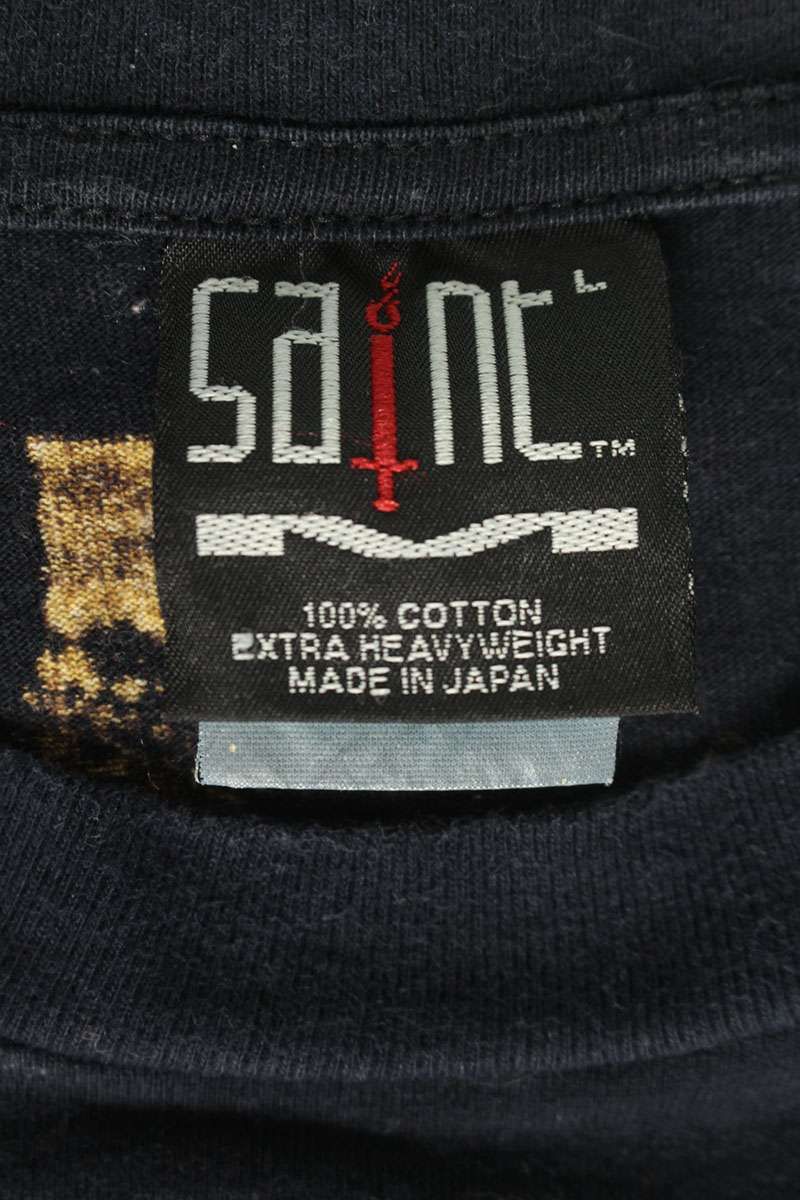 saint L
TM
M
100% COTTON
EXTRA HEAVYWEIGHT
MADE IN JAPAN